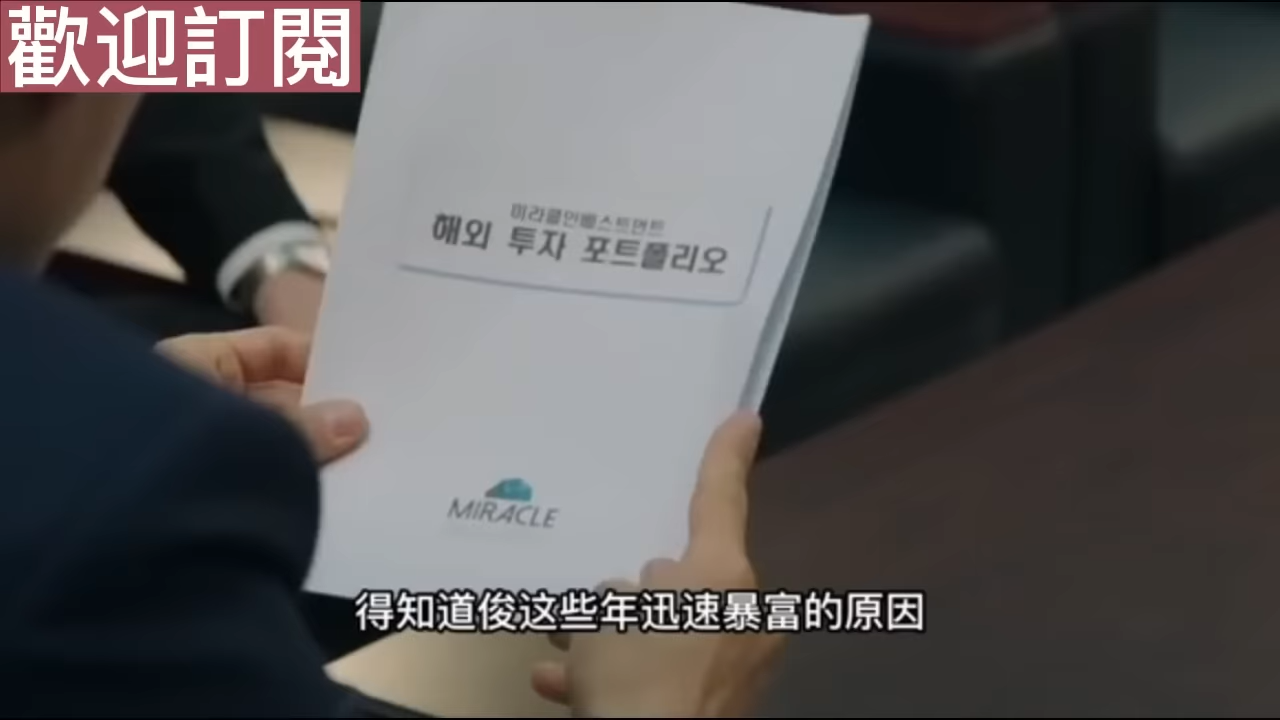 歡迎訂閱
미라클인베스트먼트
해외 투자 포트폴리오
MIRACLE
得知道俊这些年迅速暴富的原因